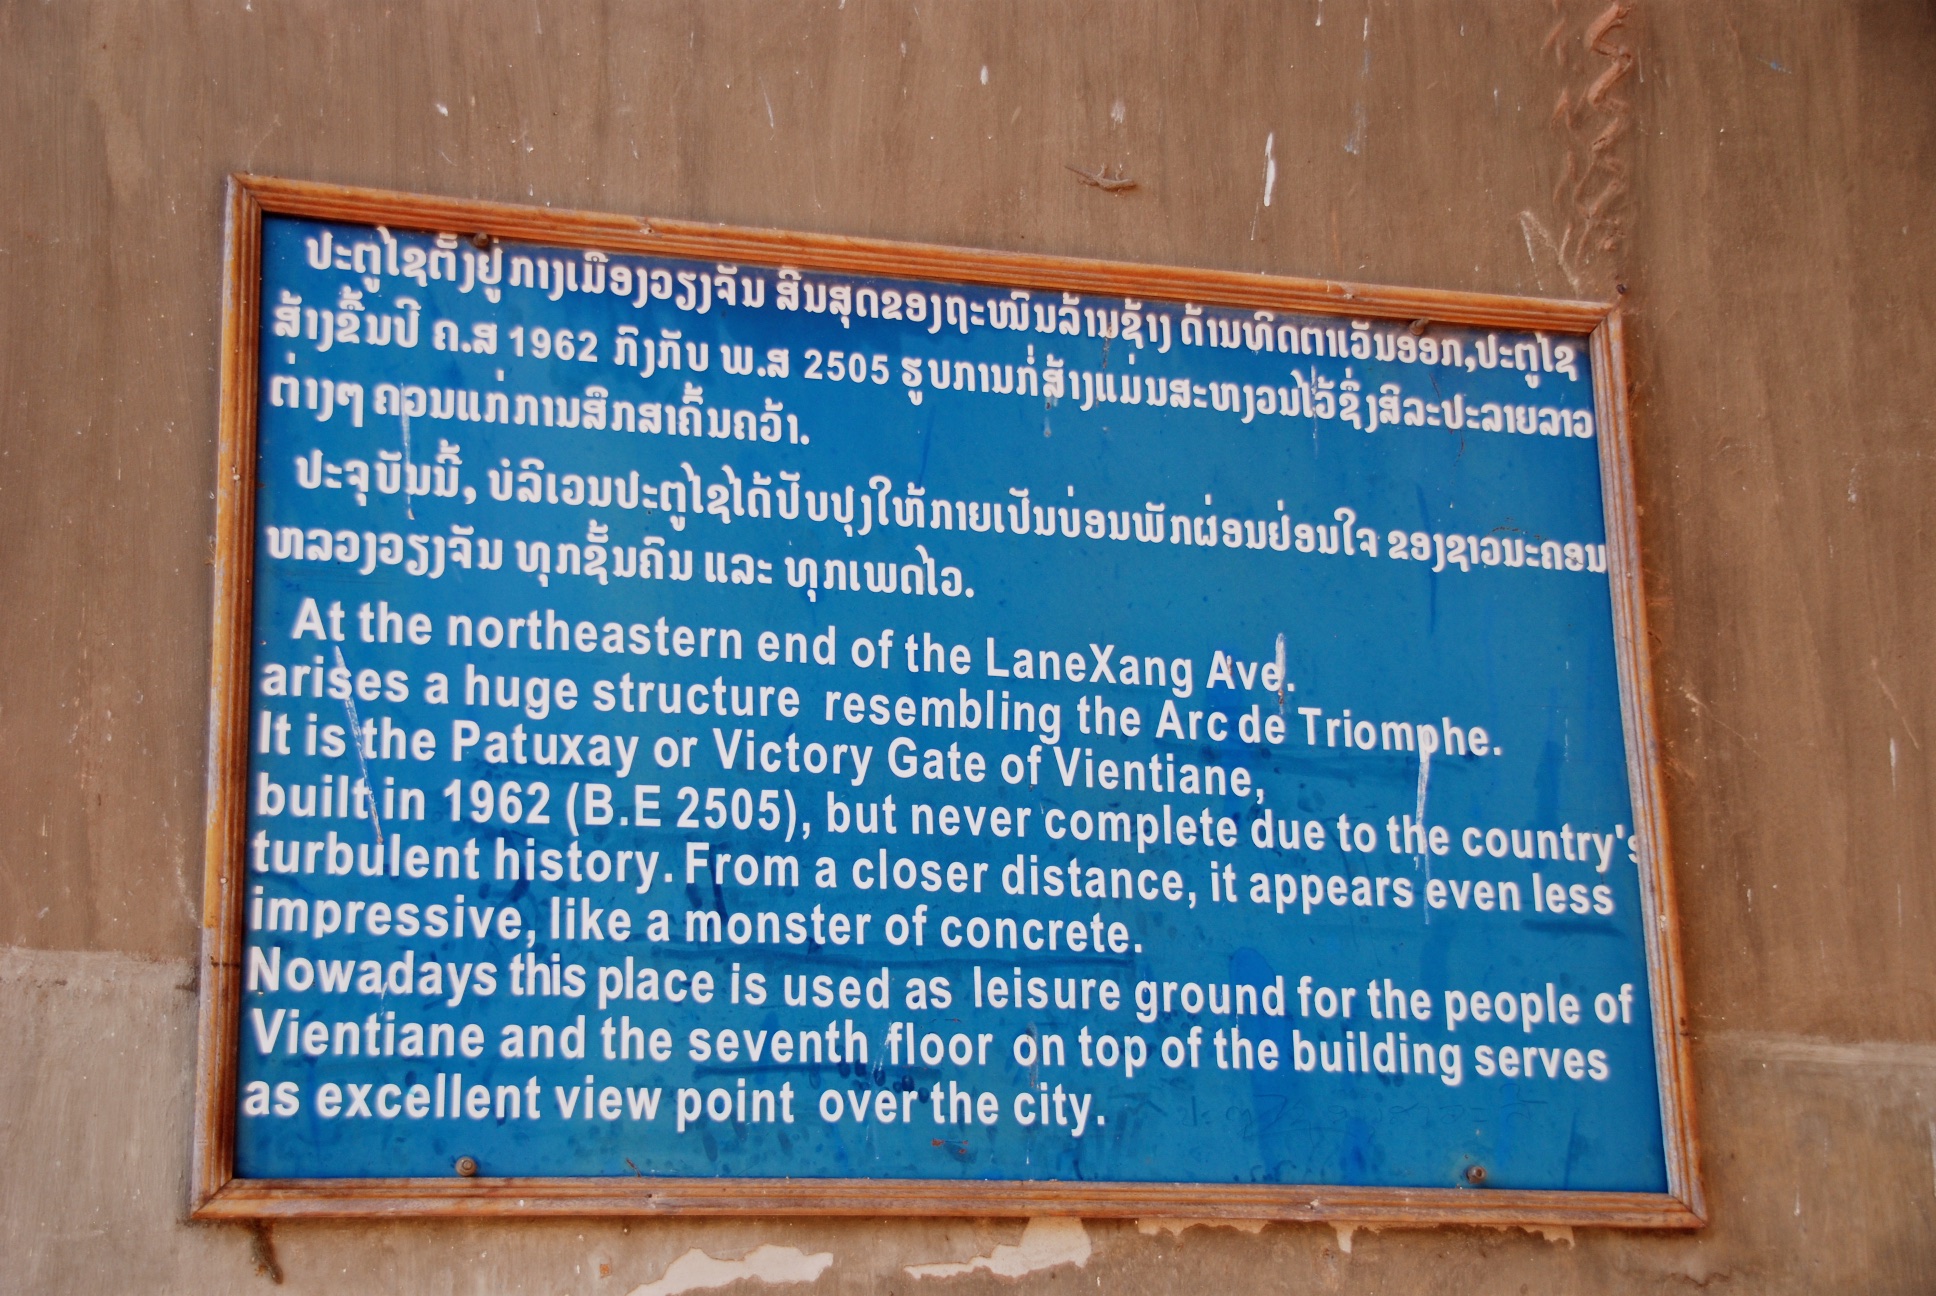 ປະຕູໄຊຕັ້ງຢູ່ກາງເມືອງວຽງຈັນ ສິ້ນສຸດຂອງຖະໜົນລ້ານຊ້າງ ດ້ານທິດຕາເວັນອອກ,ປະຕູໄຊ
ສ້າງຂຶ້ນປີ ຄ.ສ 1962 ກົງກັບ ພ.ສ 2505 ຮູບການກໍ່ສ້າງແມ່ນສະຫງວນໄວ້ຊຶ່ງສິລະປະລາຍລາວ
ຕ່າງໆ ຄອນແກ່ການສຶກສາຄົ້ນຄວ້າ.
ປະຈຸບັນນີ້, ບໍລິເວນປະຕູໄຊໄດ້ປັບປຸງໃຫ້ກາຍເປັນບ່ອນພັກຜ່ອນຢ່ອນໃຈ ຂອງຊາວນະຄອນ
ຫລວງວຽງຈັນ ທຸກຊັ້ນຄົນ ແລະ ທຸກເພດໄວ.
At the northeastern end of the LaneXang Ave.
arises a huge structure resembling the Arc de Triomphe.
It is the Patuxay or Victory Gate of Vientiane,
built in 1962 (B.E 2505), but never complete due to the country's
turbulent history. From a closer distance, it appears even less
impressive, like a monster of concrete.
Nowadays this place is used as leisure ground for the people of
Vientiane and the seventh floor on top of the building serves
as excellent view point over the city.